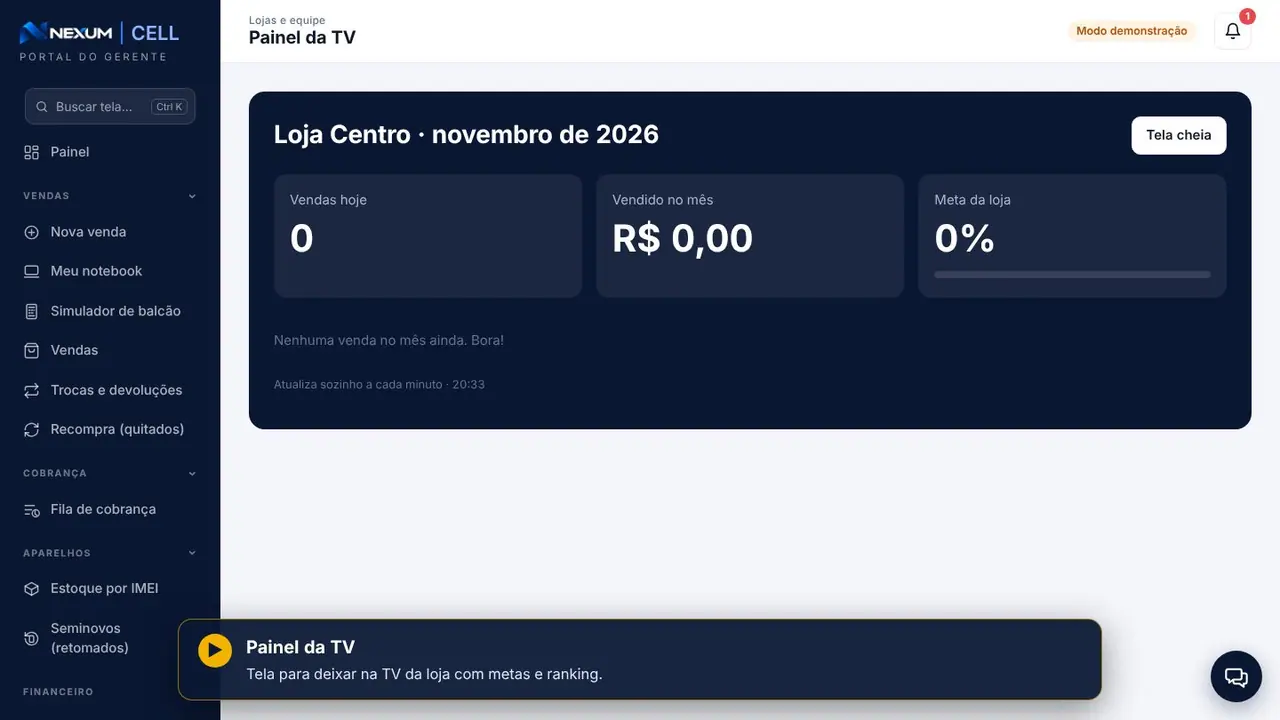 NEXUM | CELL
PORTAL DO GERENTE
Buscar tela... Ctrl K
Painel
VENDAS
Nova venda
Meu notebook
Simulador de balcão
Vendas
Trocas e devoluções
Recompra (quitados)
COBRANÇA
Fila de cobrança
APARELHOS
Estoque por IMEI
Seminovos
(retomados)
FINANCEIRO
Lojas e equipe
Painel da TV
Modo demonstração
1
Loja Centro · novembro de 2026
Tela cheia
Vendas hoje
0
Vendido no mês
R$ 0,00
Meta da loja
0%
Nenhuma venda no mês ainda. Bora!
Atualiza sozinho a cada minuto · 20:33
Painel da TV
Tela para deixar na TV da loja com metas e ranking.